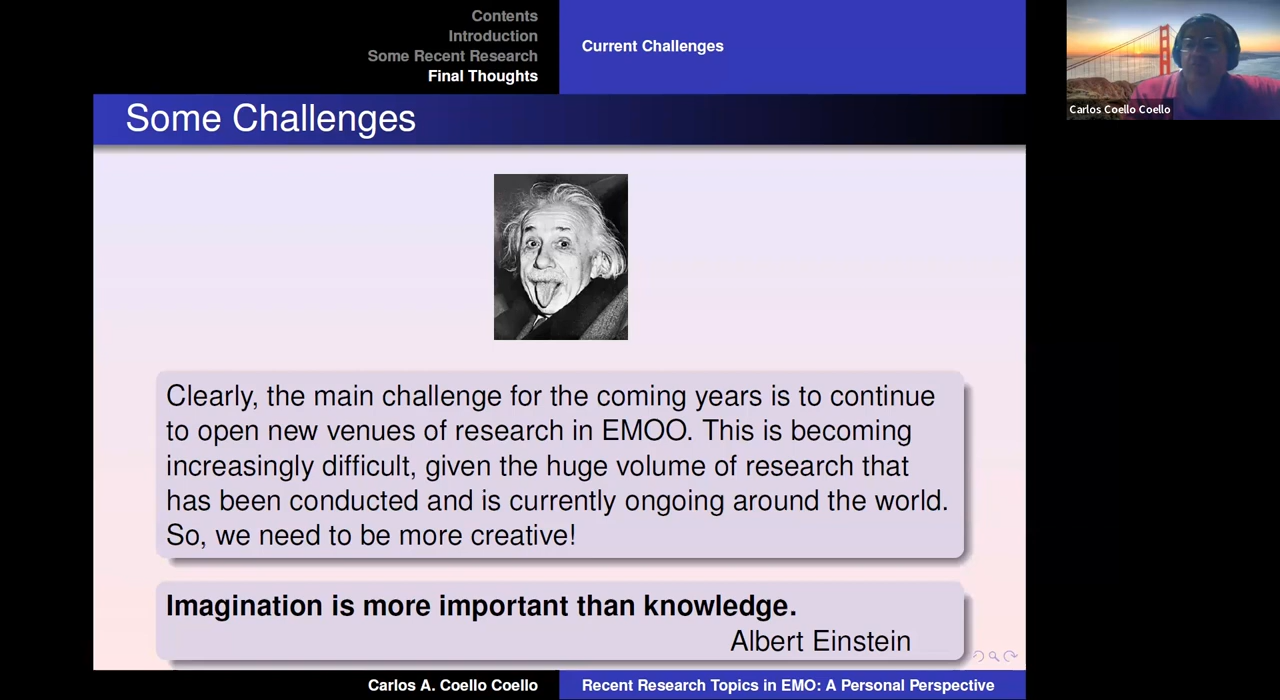 Contents
Introduction
Some Recent Research
Final Thoughts
Current Challenges
Carlos Coello Coello
Some Challenges
Clearly, the main challenge for the coming years is to continue
to open new venues of research in EMOO. This is becoming
increasingly difficult, given the huge volume of research that
has been conducted and is currently ongoing around the world.
So, we need to be more creative!
Imagination is more important than knowledge.
Albert Einstein
Carlos A. Coello Coello
Recent Research Topics in EMO: A Personal Perspective